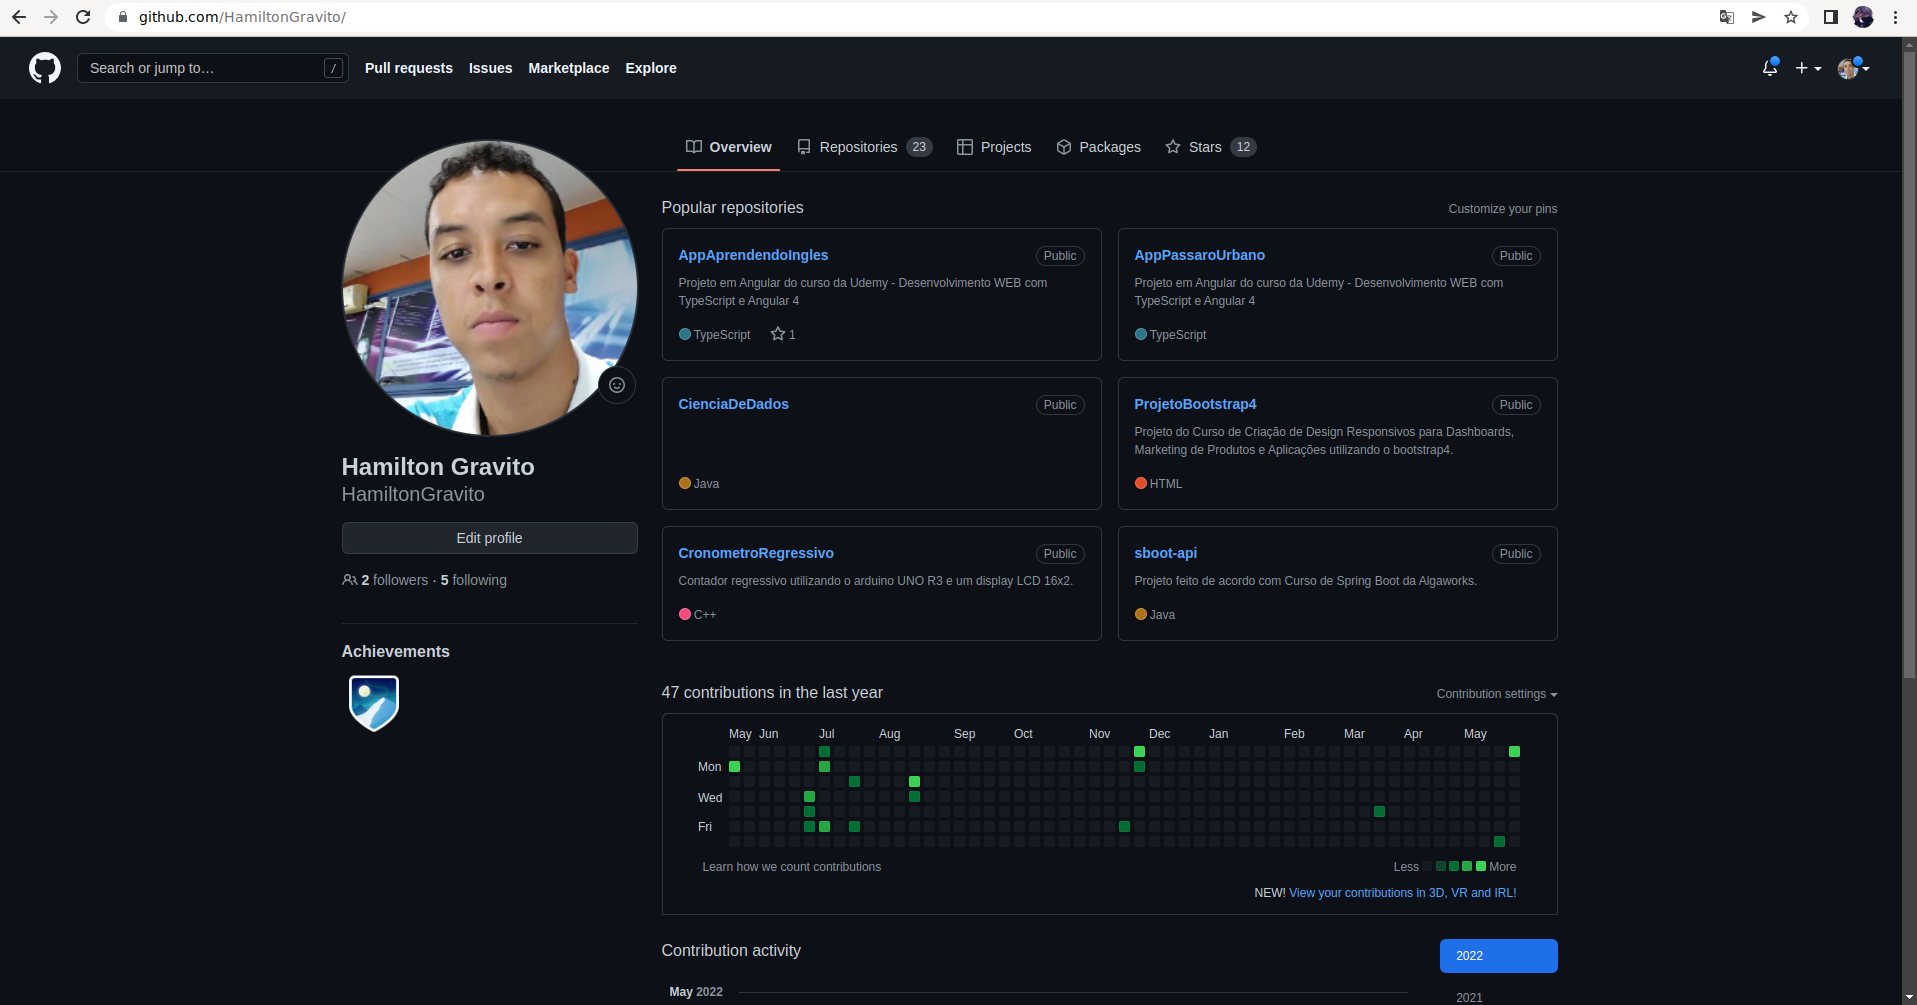 github.com/HamiltonGravito/
Search or jump to…
/
Pull requests
Issues
Marketplace
Explore
Overview
Repositories 23
Projects
Packages
Stars 12
Hamilton Gravito
HamiltonGravito
Edit profile
2 followers · 5 following
Achievements
Popular repositories
Customize your pins
AppAprendendoIngles
Public
Projeto em Angular do curso da Udemy - Desenvolvimento WEB com
TypeScript e Angular 4
TypeScript
1
AppPassaroUrbano
Public
Projeto em Angular do curso da Udemy - Desenvolvimento WEB com
TypeScript e Angular 4
TypeScript
CienciaDeDados
Public
Java
ProjetoBootstrap4
Public
Projeto do Curso de Criação de Design Responsivos para Dashboards,
Marketing de Produtos e Aplicações utilizando o bootstrap4.
HTML
CronometroRegressivo
Public
Contador regressivo utilizando o arduino UNO R3 e um display LCD 16x2.
C++
sboot-api
Public
Projeto feito de acordo com Curso de Spring Boot da Algaworks.
Java
47 contributions in the last year
Contribution settings
May Jun Jul Aug Sep Oct Nov Dec Jan Feb Mar Apr May
Mon
Wed
Fri
Learn how we count contributions
Less
More
NEW! View your contributions in 3D, VR and IRL!
Contribution activity
2022
May 2022
2021